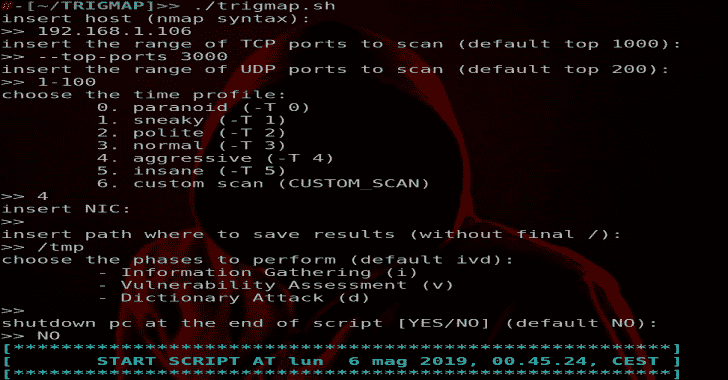 #-[~/TRIGMAP]>> ./trigmap.sh
insert host (nmap syntax):
>> 192.168.1.106
insert the range of TCP ports to scan (default top 1000):
>> --top-ports 3000
insert the range of UDP ports to scan (default top 200):
>> 1-100
choose the time profile:
0. paranoid (-T 0)
1. sneaky (-T 1)
2. polite (-T 2)
3. normal (-T 3)
4. aggressive (-T 4)
5. insane (-T 5)
6. custom scan (CUSTOM_SCAN)
>> 4
insert NIC:
>>
insert path where to save results (without final /):
>> /tmp
choose the phases to perform (default ivd):
- Information Gathering (i)
- Vulnerability Assessment (v)
- Dictionary Attack (d)
>>
shutdown pc at the end of script [YES/NO] (default NO):
>> NO
[*****************************************************]
[ START SCRIPT AT lun  6 mag 2019, 00.45.24, CEST ]
[*****************************************************]